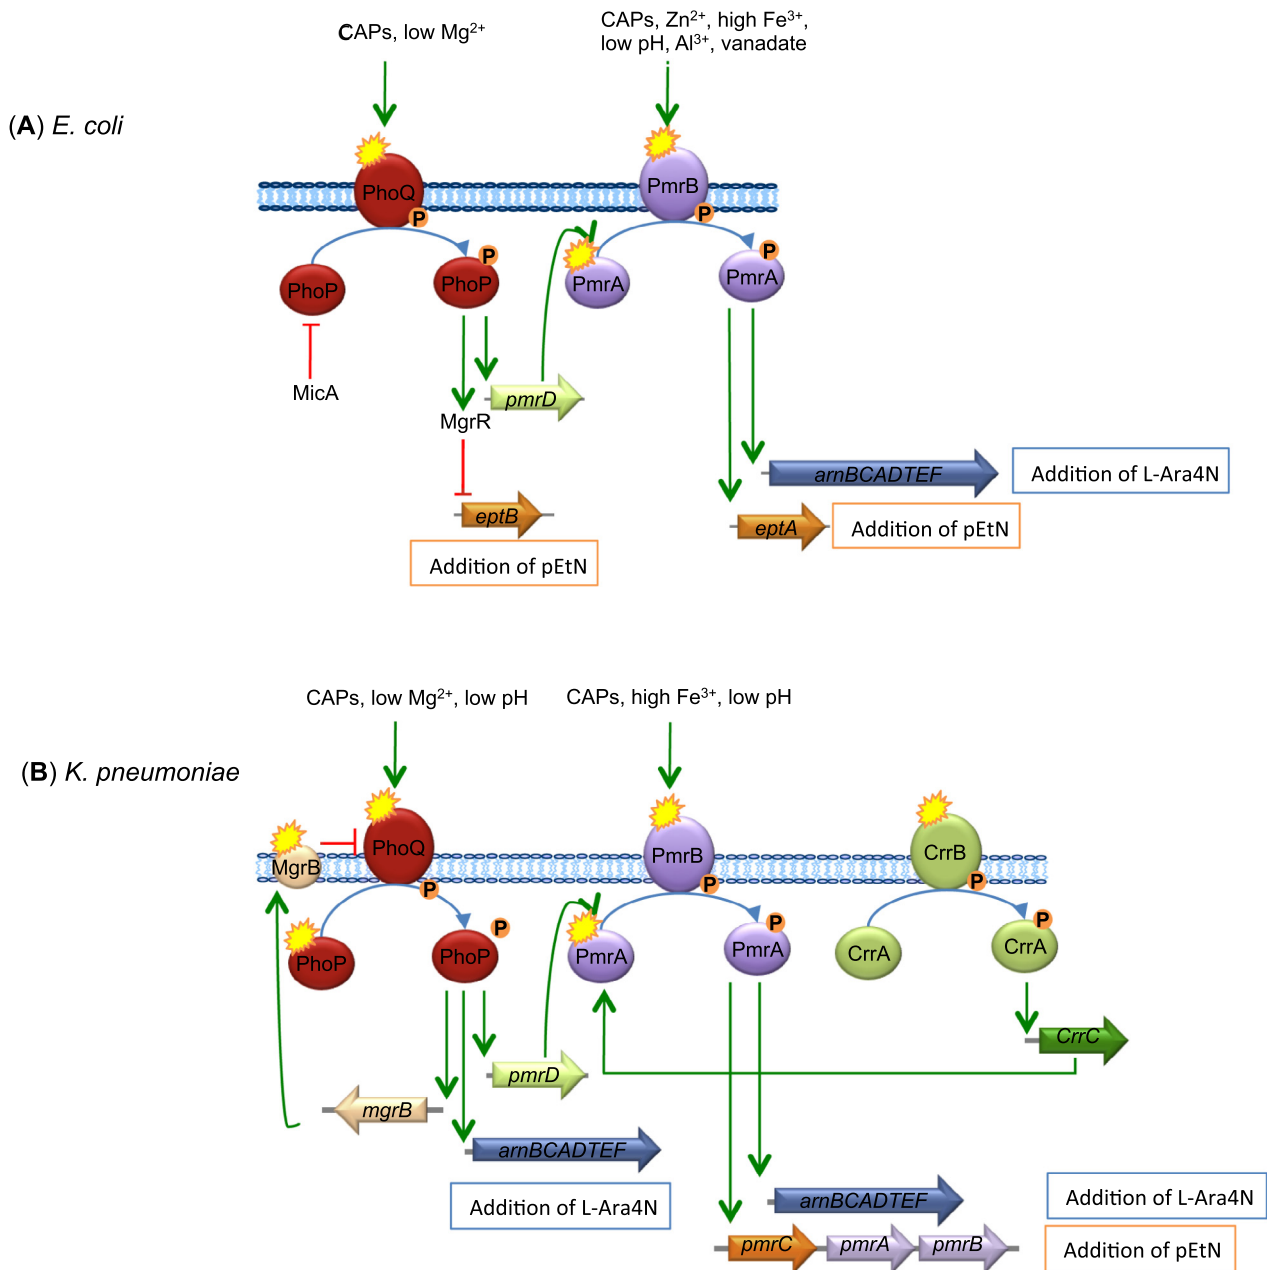 CAPs, low Mg²⁺
CAPs, Zn²⁺, high Fe³⁺,
low pH, Al³⁺, vanadate
(A) E. coli
PhoQ
PmrB
P
P
P
P
PhoP
PhoP
PmrA
PmrA
MicA
pmrD
MgrR
arnBCADTEF
Addition of L-Ara4N
eptB
eptA
Addition of pEtN
Addition of pEtN
CAPs, low Mg²⁺, low pH
CAPs, high Fe³⁺, low pH
(B) K. pneumoniae
MgrB
PhoQ
PmrB
CrrB
P
P
P
P
P
P
PhoP
PhoP
PmrA
PmrA
CrrA
CrrA
CrrC
pmrD
mgrB
arnBCADTEF
Addition of L-Ara4N
arnBCADTEF
Addition of L-Ara4N
pmrC
pmrA
pmrB
Addition of pEtN